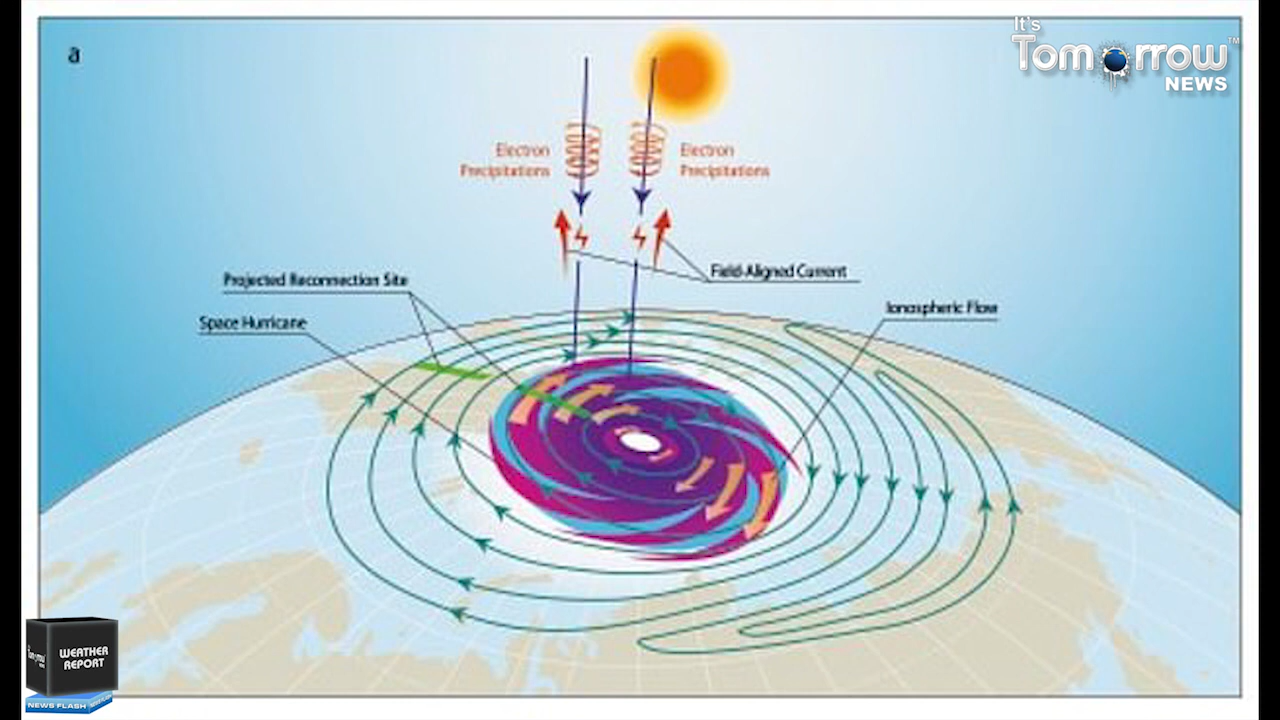 a
It's
Tomorrow™
NEWS
Electron
Precipitations
Electron
Precipitations
Projected Reconnection Site
Field-Aligned Current
Space Hurricane
Ionospheric Flow
Tomorrow
WEATHER
REPORT
NEWS FLASH